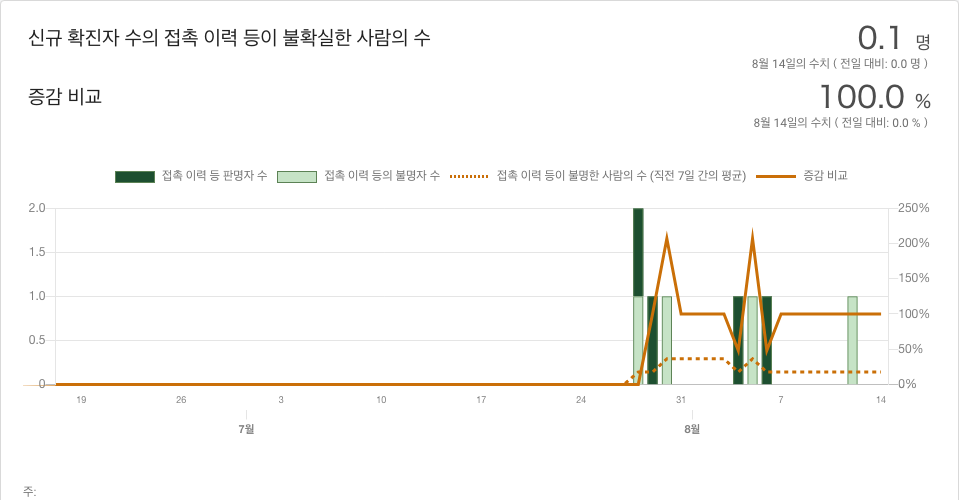 신규 확진자 수의 접촉 이력 등이 불확실한 사람의 수
0.1 명
8월 14일의 수치 ( 전일 대비: 0.0 명 )
증감 비교
100.0 %
8월 14일의 수치 ( 전일 대비: 0.0 % )
접촉 이력 등 판명자 수 접촉 이력 등의 불명자 수 접촉 이력 등이 불명한 사람의 수 (직전 7일 간의 평균) 증감 비교
2.0 250%
200%
1.5
150%
1.0
100%
0.5
50%
0 0%
19 26 3 10 17 24 31 7 14
7월 8월
주: